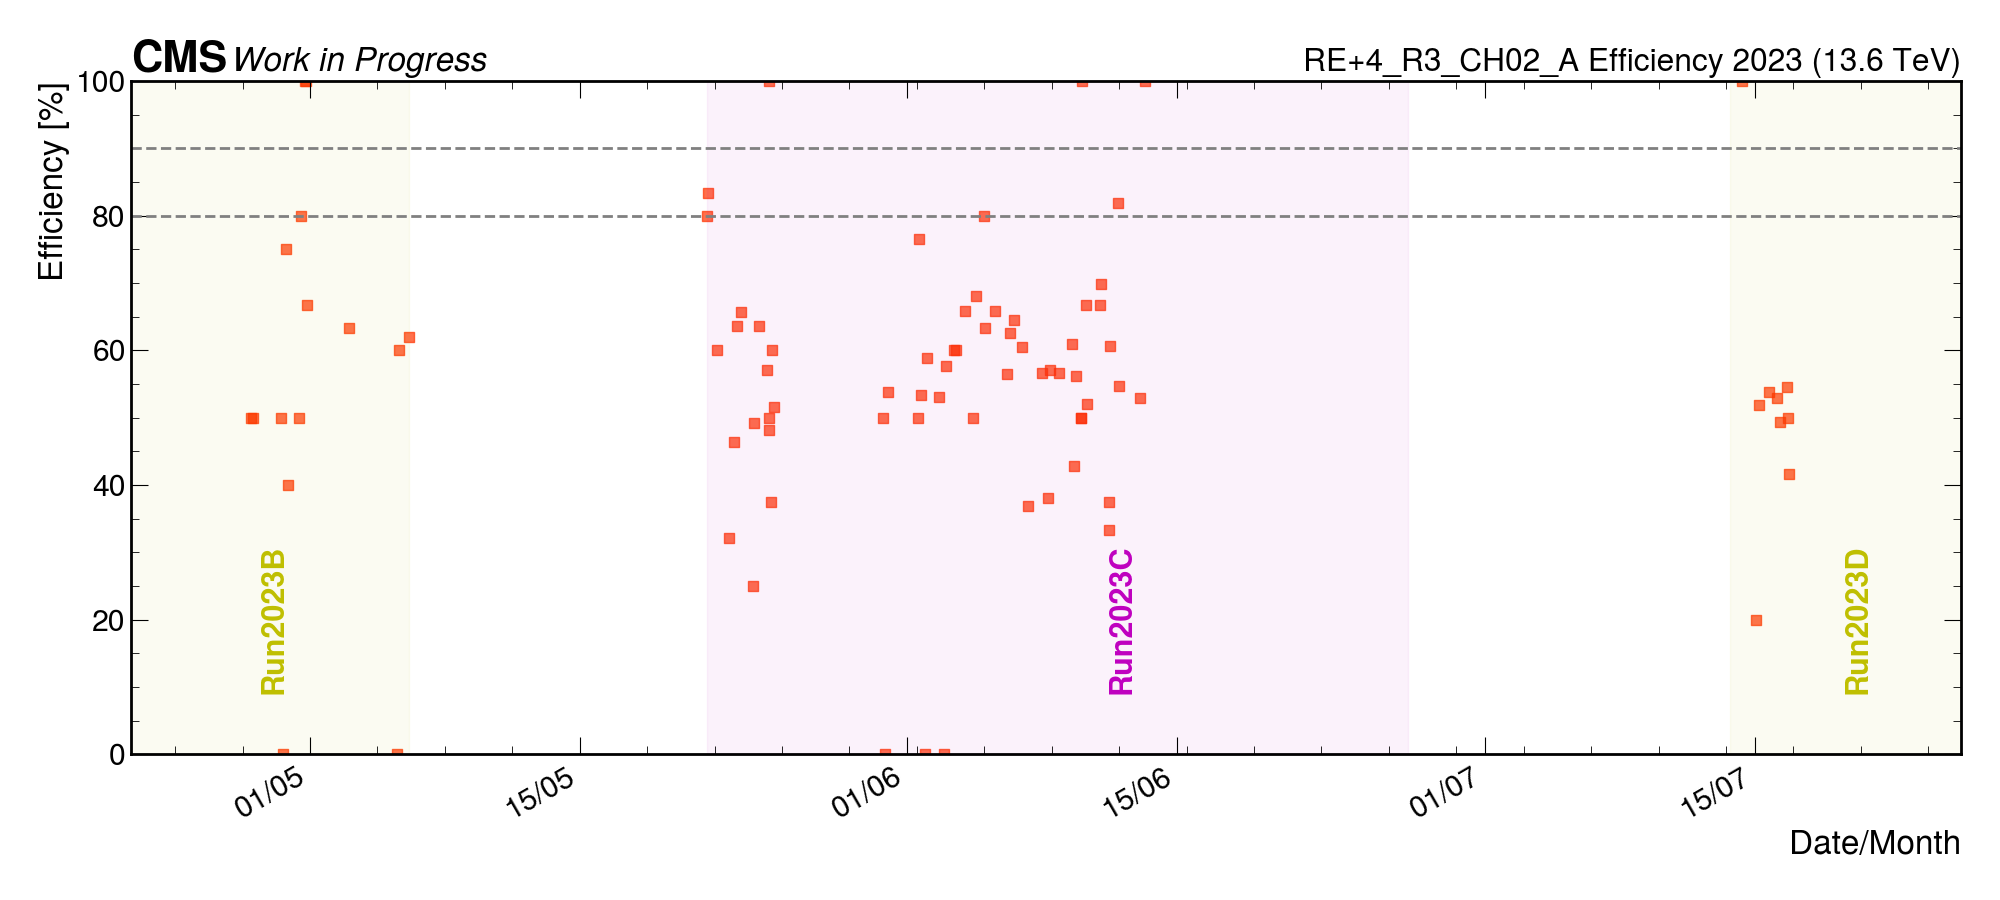 CMS Work in Progress
RE+4_R3_CH02_A Efficiency 2023 (13.6 TeV)
Efficiency [%]
100
80
60
40
20
0
Run2023B
Run2023C
Run2023D
01/05
15/05
01/06
15/06
01/07
15/07
Date/Month